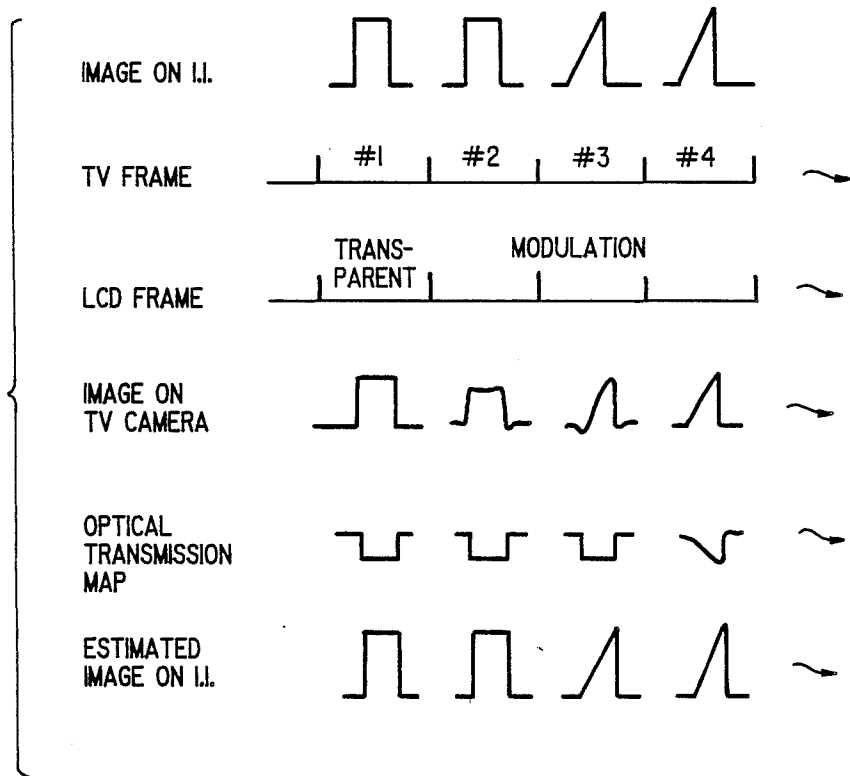 IMAGE ON I.I.
TV FRAME
#1 #2 #3 #4
LCD FRAME
TRANS-
PARENT
MODULATION
IMAGE ON
TV CAMERA
OPTICAL
TRANSMISSION
MAP
ESTIMATED
IMAGE ON I.I.